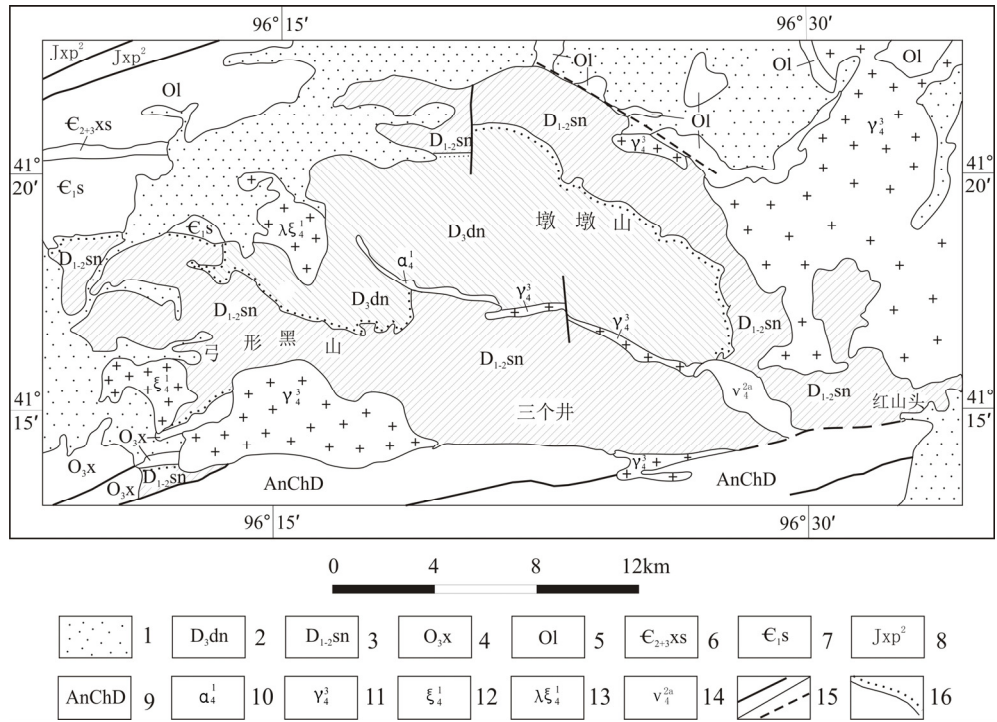 96° 15′
96° 30′
Jxp²
Jxp²
Ol
Ol
Ol
Ol
Ol
Є₂₊₃xs
D₁₋₂sn
D₁₋₂sn
γ₄³
γ₄³
41°
20′
41°
20′
Є₁s
Є₁s
λξ₄¹
D₃dn
墩 墩 山
D₁₋₂sn
α₄¹
D₃dn
γ₄³
D₁₋₂sn
γ₄³
D₁₋₂sn
弓 形 黑 山
D₁₋₂sn
ξ₄¹
γ₄³
ν₄²ᵃ
D₁₋₂sn
41°
15′
三个井
红山头
41°
15′
O₃x
O₃x
D₁₋₂sn
O₃x
AnChD
γ₄³
AnChD
96° 15′
96° 30′
0 4 8 12km
1 D₃dn 2 D₁₋₂sn 3 O₃x 4 Ol 5 Є₂₊₃xs 6 Є₁s 7 Jxp² 8
AnChD 9 α₄¹ 10 γ₄³ 11 ξ₄¹ 12 λξ₄¹ 13 ν₄²ᵃ 14 15 16